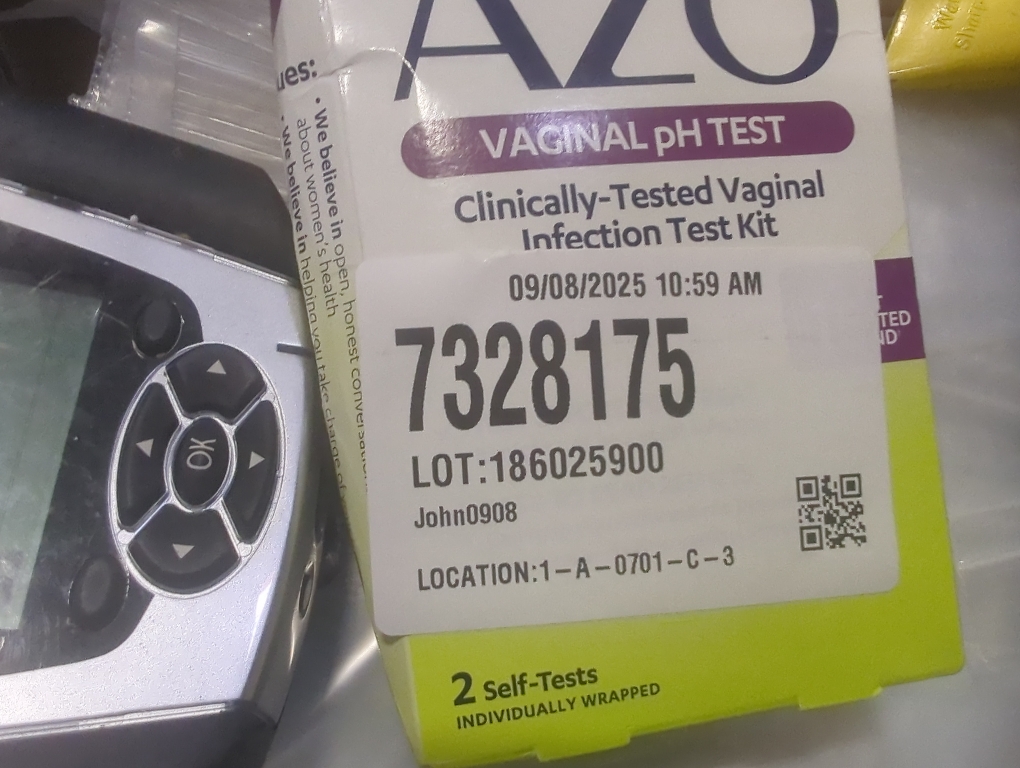 AZO
VAGINAL pH TEST
Clinically-Tested Vaginal
Infection Test Kit
09/08/2025 10:59 AM
7328175
LOT:186025900
John0908
LOCATION:1-A-0701-C-3
2 Self-Tests
INDIVIDUALLY WRAPPED
ues:
• We believe in open, honest conversation
about women's health
• We believe in helping you take charge of
OK
TED